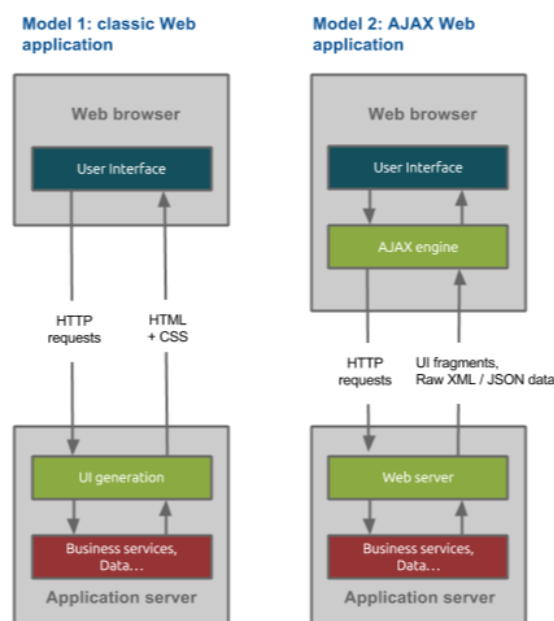 Model 1: classic Web
application
Web browser
User Interface
HTTP
requests
HTML
+ CSS
UI generation
Business services,
Data…
Application server
Model 2: AJAX Web
application
Web browser
User Interface
AJAX engine
HTTP
requests
UI fragments,
Raw XML / JSON data
Web server
Business services,
Data…
Application server